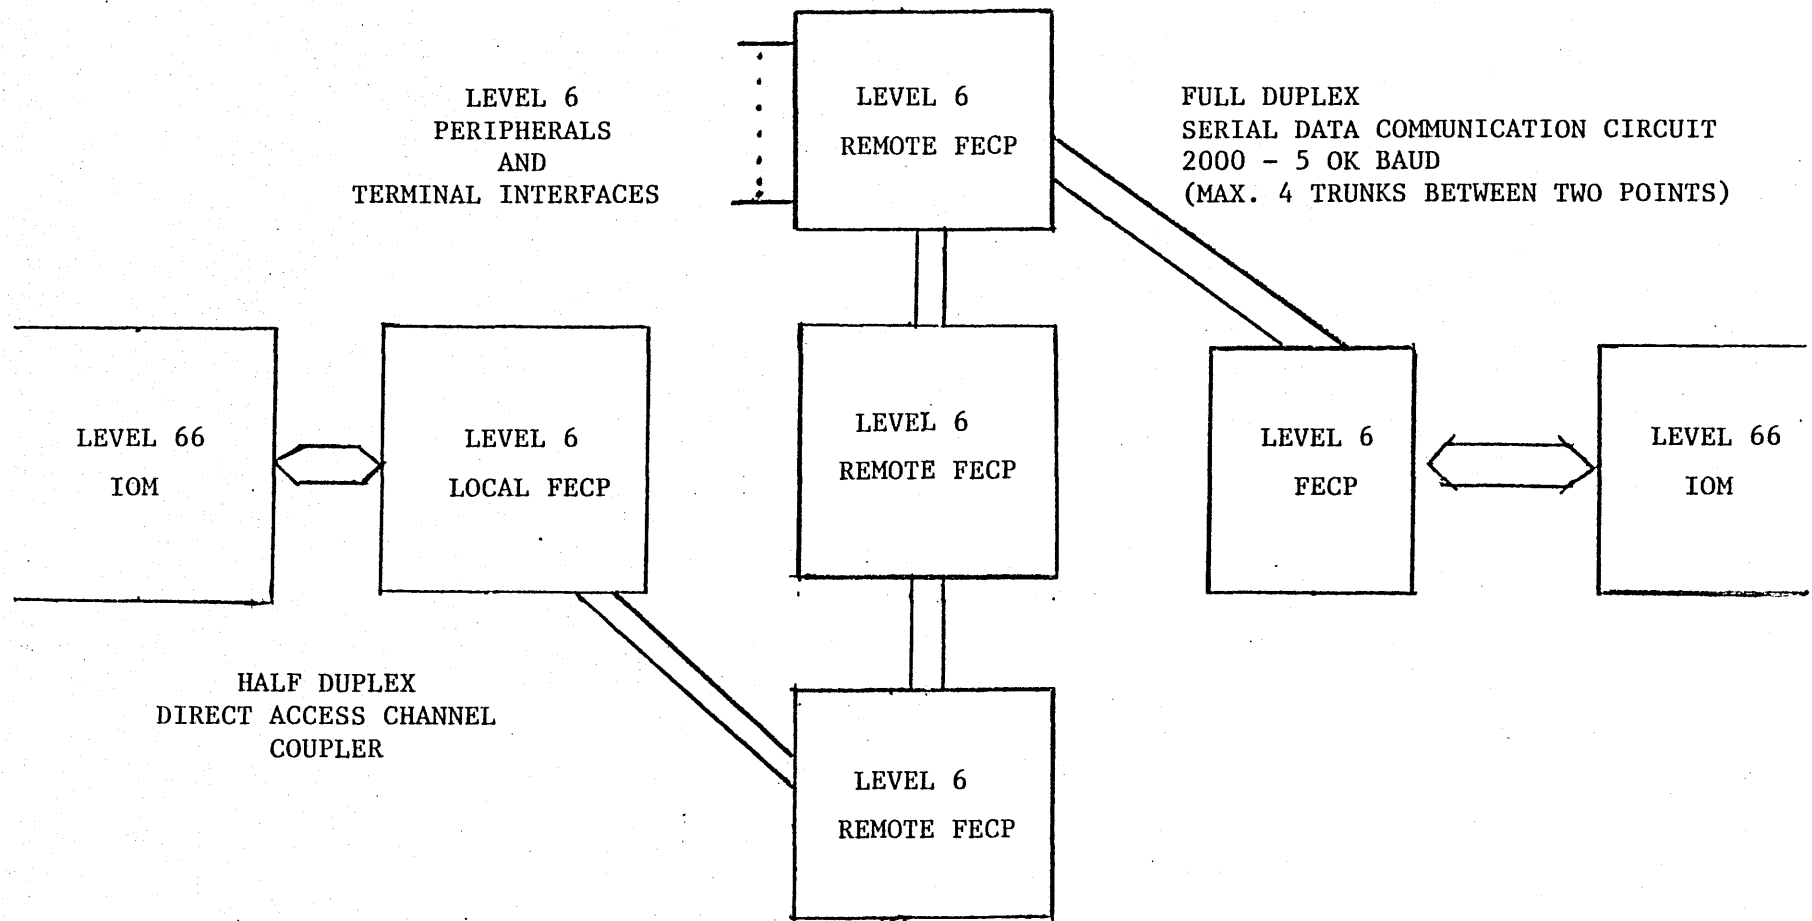 LEVEL 6
PERIPHERALS
AND
TERMINAL INTERFACES
LEVEL 6
REMOTE FECP
FULL DUPLEX
SERIAL DATA COMMUNICATION CIRCUIT
2000 - 5 OK BAUD
(MAX. 4 TRUNKS BETWEEN TWO POINTS)
LEVEL 66
IOM
LEVEL 6
LOCAL FECP
LEVEL 6
REMOTE FECP
LEVEL 6
FECP
LEVEL 66
IOM
HALF DUPLEX
DIRECT ACCESS CHANNEL
COUPLER
LEVEL 6
REMOTE FECP